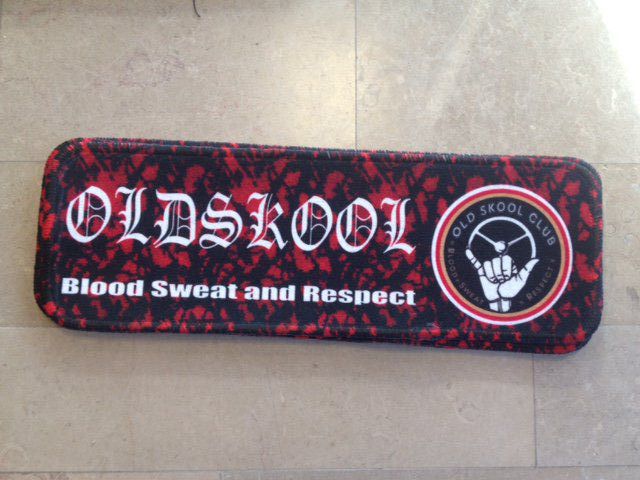 OLDSKOOL
Blood Sweat and Respect
OLD SKOOL CLUB
BLOOD SWEAT RESPECT